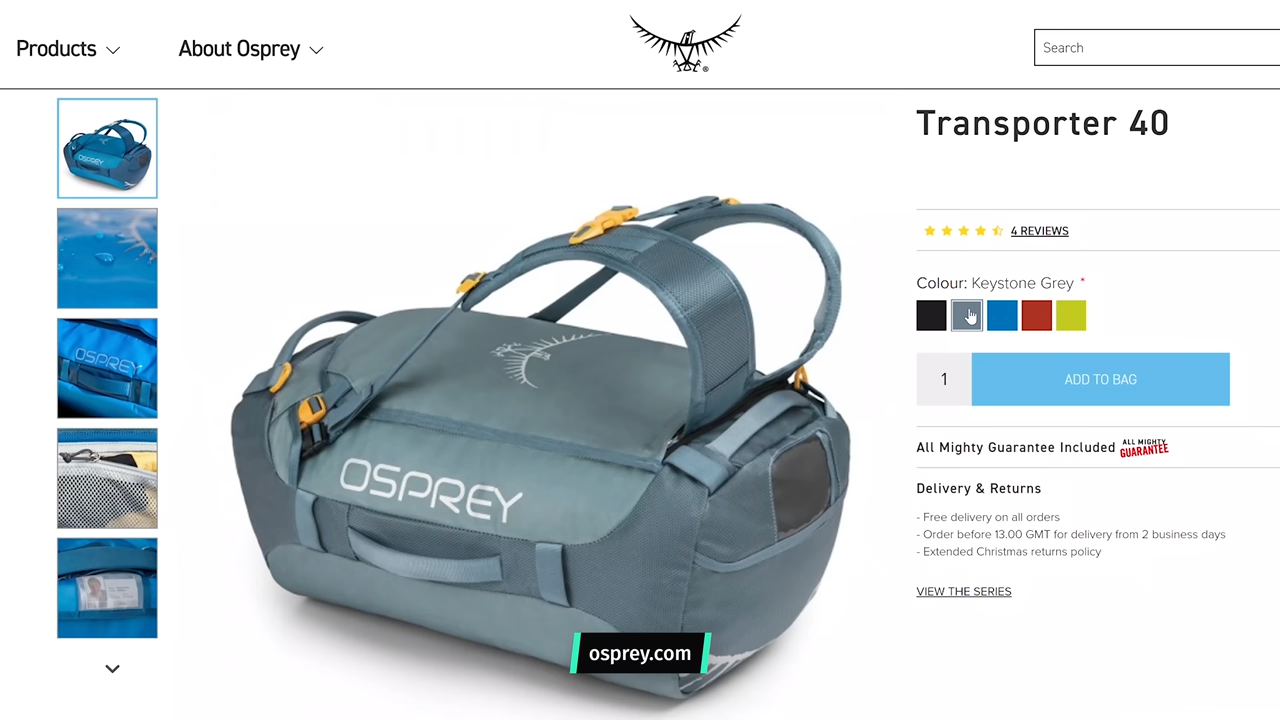 Products
About Osprey
®
Search
Transporter 40
4 REVIEWS
Colour: Keystone Grey *
1
ADD TO BAG
All Mighty Guarantee Included
ALL MIGHTY
GUARANTEE
Delivery & Returns
- Free delivery on all orders
- Order before 13.00 GMT for delivery from 2 business days
- Extended Christmas returns policy
VIEW THE SERIES
OSPREY
OSPREY
OSPREY
osprey.com